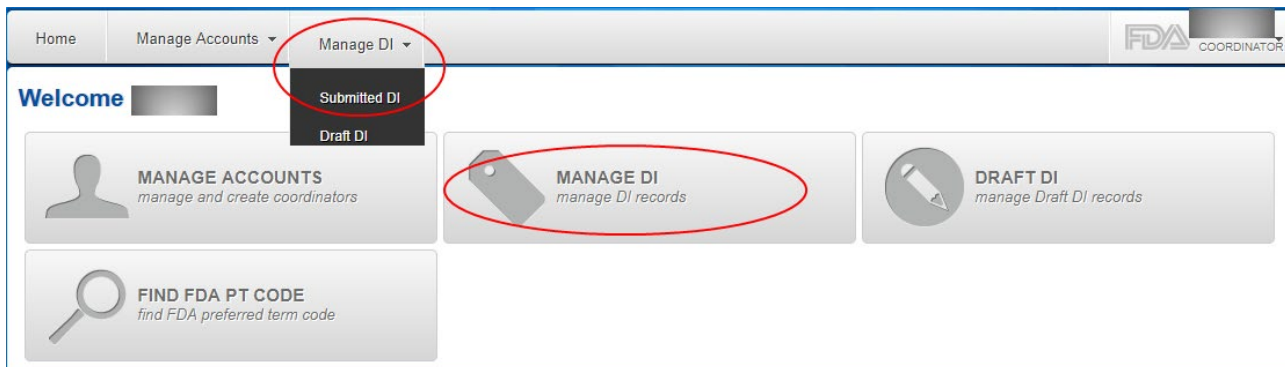 Home Manage Accounts Manage DI FDA COORDINATOR
Submitted DI
Draft DI
Welcome
MANAGE ACCOUNTS
manage and create coordinators
MANAGE DI
manage DI records
DRAFT DI
manage Draft DI records
FIND FDA PT CODE
find FDA preferred term code